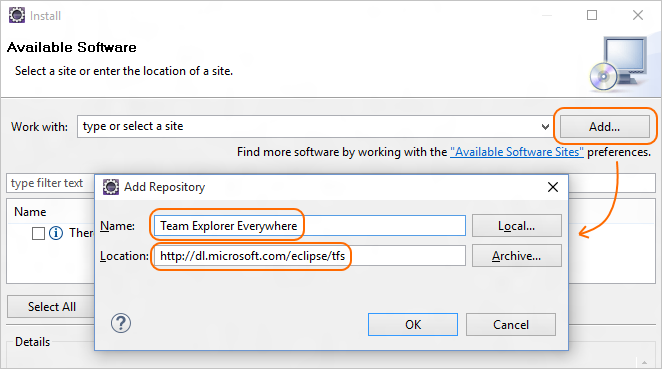 Install
Available Software
Select a site or enter the location of a site.
Work with: type or select a site Add...
Find more software by working with the "Available Software Sites" preferences.
type filter text
Add Repository
Name
Name: Team Explorer Everywhere Local...
Ther
Location: http://dl.microsoft.com/eclipse/tfs Archive...
Select All
OK Cancel
Details